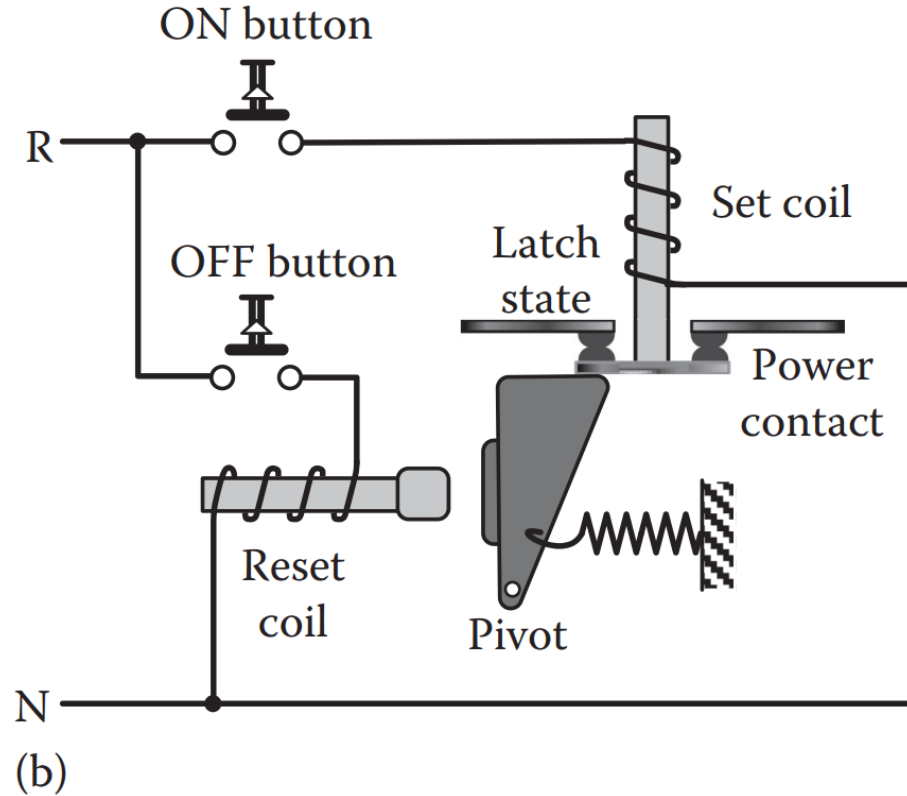 ON button
R
Set coil
Latch
state
OFF button
Power
contact
Reset
coil
Pivot
N
(b)